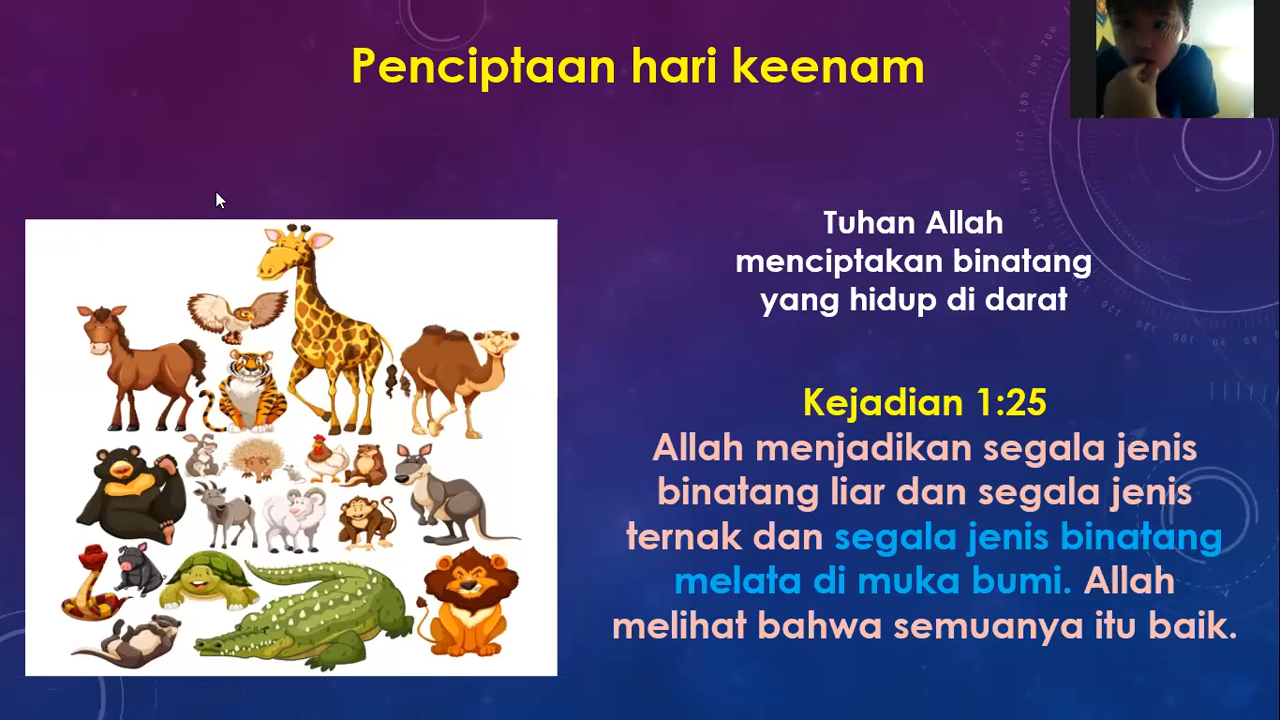 Penciptaan hari keenam
Tuhan Allah
menciptakan binatang
yang hidup di darat
Kejadian 1:25
Allah menjadikan segala jenis
binatang liar dan segala jenis
ternak dan segala jenis binatang
melata di muka bumi. Allah
melihat bahwa semuanya itu baik.